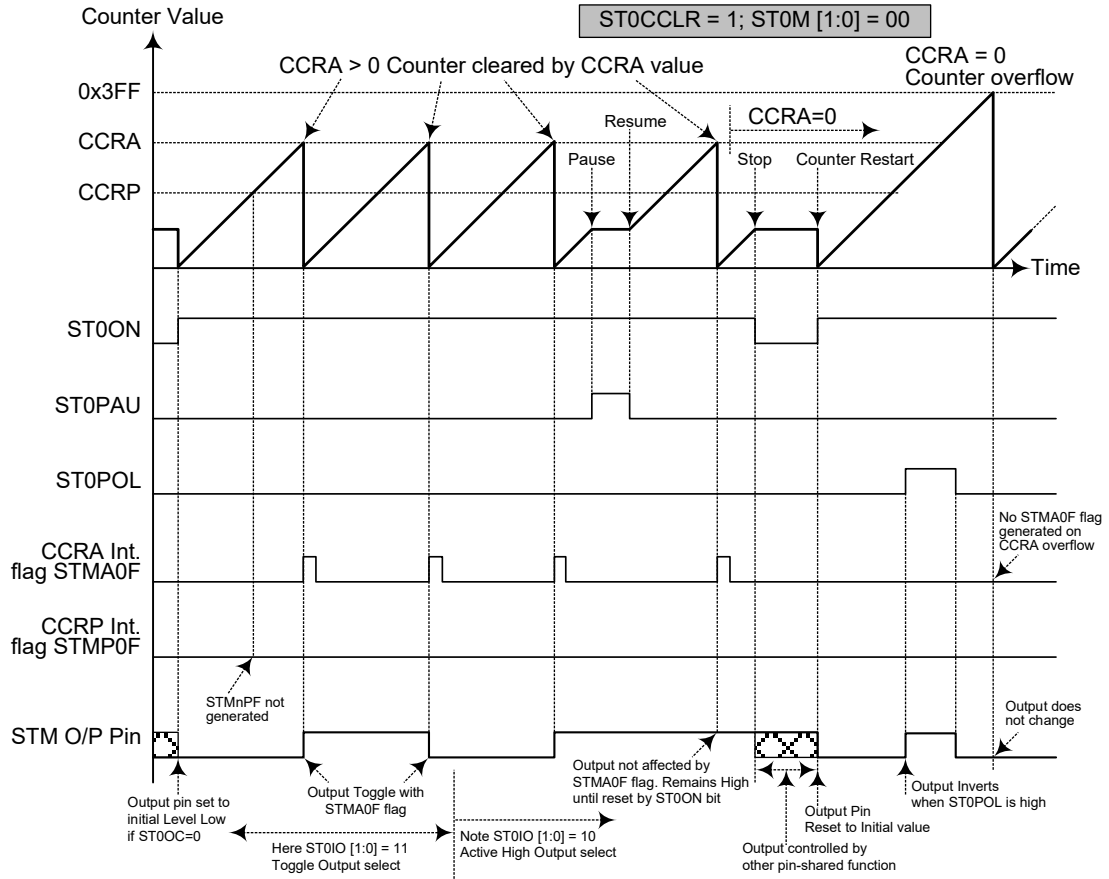 Counter Value
ST0CCLR = 1; ST0M [1:0] = 00
CCRA = 0
Counter overflow
CCRA > 0 Counter cleared by CCRA value
0x3FF
CCRA
CCRP
Resume
CCRA=0
Pause
Stop
Counter Restart
Time
ST0ON
ST0PAU
ST0POL
No STMA0F flag
generated on
CCRA overflow
CCRA Int.
flag STMA0F
CCRP Int.
flag STMP0F
STMnPF not
generated
Output does
not change
STM O/P Pin
Output pin set to
initial Level Low
if ST0OC=0
Output Toggle with
STMA0F flag
Here ST0IO [1:0] = 11
Toggle Output select
Note ST0IO [1:0] = 10
Active High Output select
Output not affected by
STMA0F flag. Remains High
until reset by ST0ON bit
Output controlled by
other pin-shared function
Output Pin
Reset to Initial value
Output Inverts
when ST0POL is high